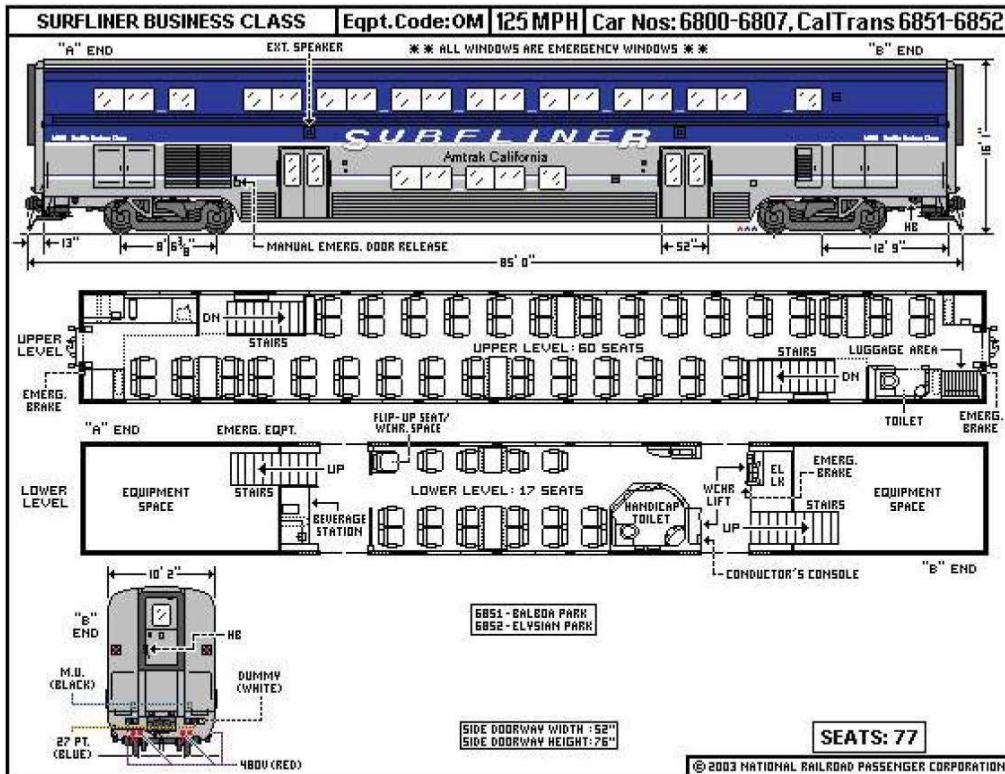 SURFLINER BUSINESS CLASS
Eqpt.Code:OM
125 MPH
Car Nos: 6800-6807, CalTrans 6851-6852
"A" END
EXT. SPEAKER
* * ALL WINDOWS ARE EMERGENCY WINDOWS * *
"B" END
SURFLINER
Amtrak California
16' 1"
13"
8' 6 3/8"
MANUAL EMERG. DOOR RELEASE
52"
HB
12' 9"
85' 0"
UPPER LEVEL
DN
STAIRS
UPPER LEVEL: 60 SEATS
STAIRS
LUGGAGE AREA
DN
EMERG. BRAKE
TOILET
EMERG. BRAKE
"A" END
EMERG. EQPT.
FLIP-UP SEAT/
WCHR. SPACE
LOWER LEVEL
EQUIPMENT SPACE
UP
STAIRS
BEVERAGE STATION
LOWER LEVEL: 17 SEATS
HANDICAP TOILET
WCHR LIFT
EL LK
EMERG. BRAKE
STAIRS
UP
EQUIPMENT SPACE
CONDUCTOR'S CONSOLE
"B" END
10' 2"
"B" END
HB
M.U. (BLACK)
DUMMY (WHITE)
27 PT. (BLUE)
480V (RED)
6851 - BALBOA PARK
6852 - ELYSIAN PARK
SIDE DOORWAY WIDTH : 52"
SIDE DOORWAY HEIGHT: 76"
SEATS: 77
© 2003 NATIONAL RAILROAD PASSENGER CORPORATION